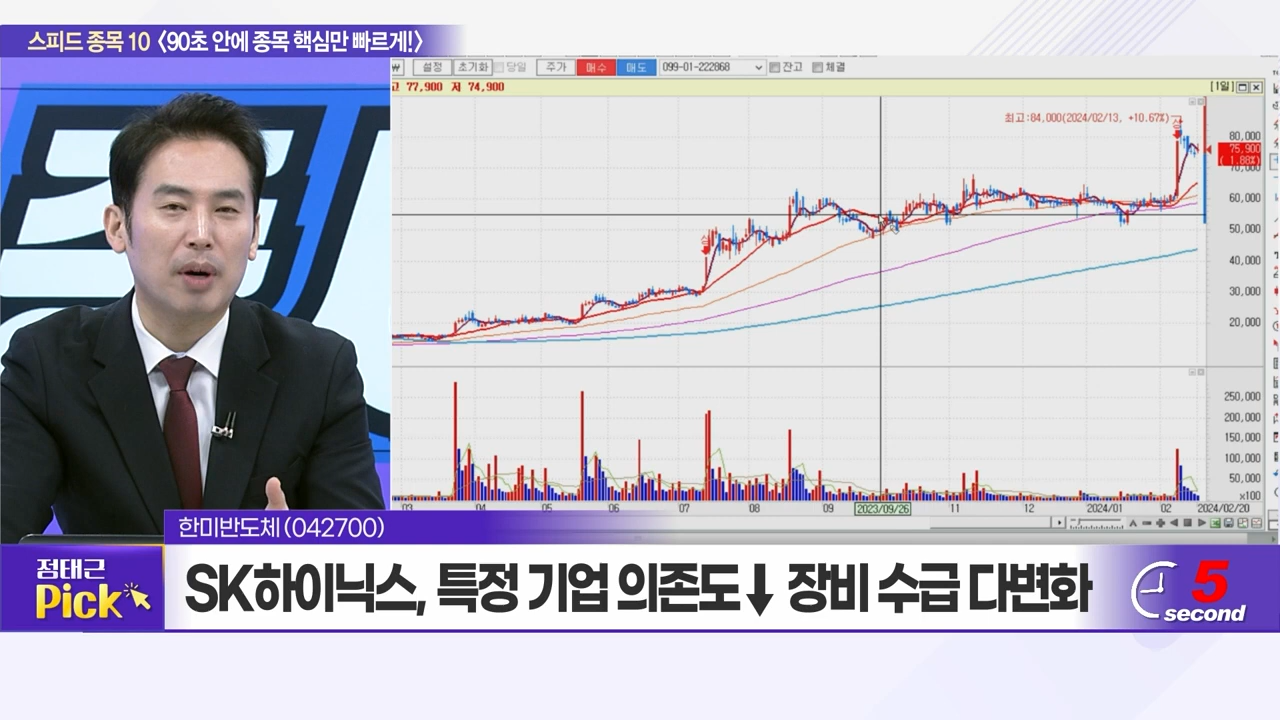 스피드 종목 10 〈90초 안에 종목 핵심만 빠르게!〉
₩ 설정 초기화 당일 주가 매수 매도 099-01-222868 잔고 체결
고 77,900 저 74,900 [1일]
최고:84,000(2024/02/13, +10.67%)
80,000
75,900
( 1.88%)
70,000
60,000
50,000
40,000
30,000
20,000
250,000
200,000
150,000
100,000
50,000
×100
03 04 05 06 07 08 09 2023/09/26 11 12 2024/01 02 2024/02/20
한미반도체(042700)
정태근
Pick
SK하이닉스, 특정 기업 의존도↓ 장비 수급 다변화
5
second